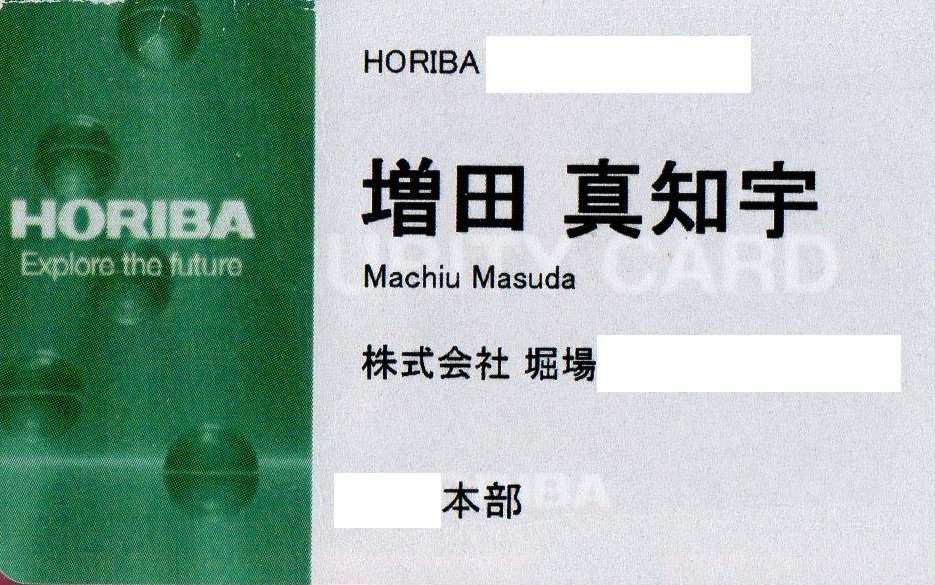 HORIBA
Explore the future
HORIBA
増田 真知宇
Machiu Masuda
株式会社 堀場
本部